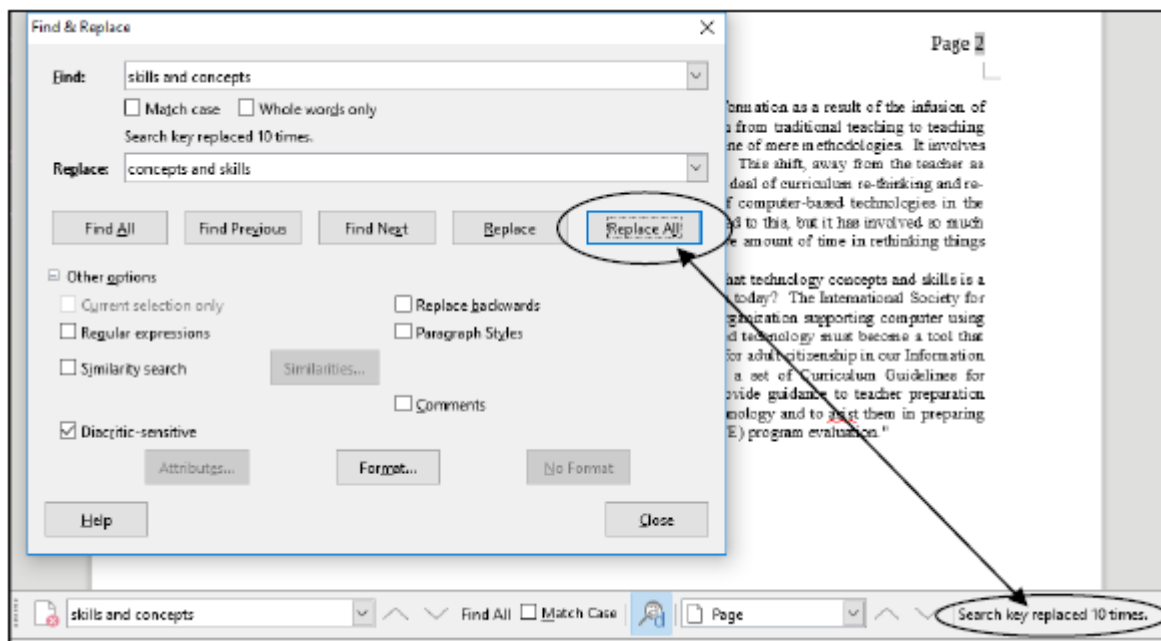 Find & Replace
Page 2
Find: skills and concepts
Match case Whole words only
Search key replaced 10 times.
Replace: concepts and skills
Find All Find Previous Find Next Replace Replace All
Other options
Current selection only Replace backwards
Regular expressions Paragraph Styles
Similarity search Similarities...
Comments
Diacritic-sensitive
Attributes... Format... No Format
Help Close
formation as a result of the infusion of
from traditional teaching to teaching
of mere methodologies. It involves
This shift, away from the teacher as
deal of curriculum re-thinking and re-
computer-based technologies in the
to this, but it has involved so much
amount of time in rethinking things
that technology concepts and skills is a
today? The International Society for
organization supporting computer using
technology must become a tool that
for adult citizenship in our Information
a set of Curriculum Guidelines for
provide guidance to teacher preparation
and to asist them in preparing
program evaluation."
skills and concepts Find All Match Case Page Search key replaced 10 times.